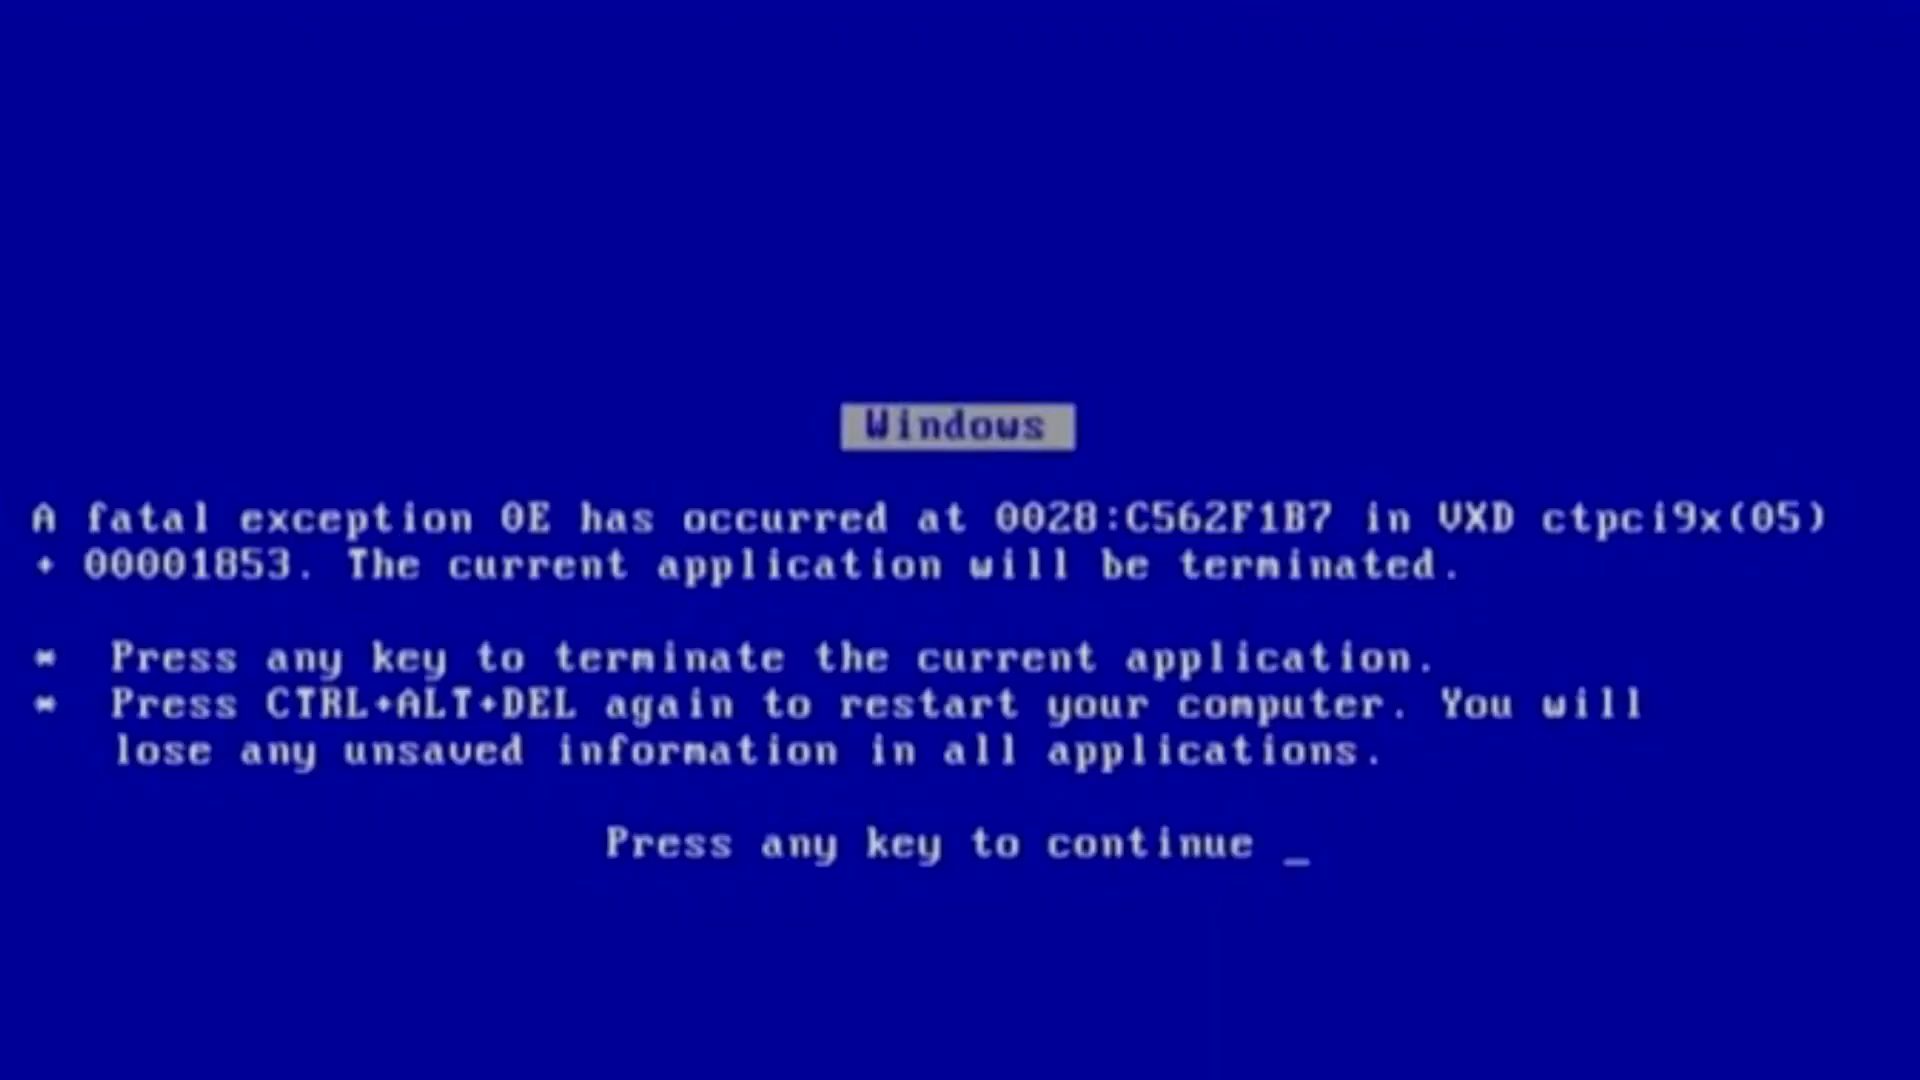 Windows
A fatal exception 0E has occurred at 0028:C562F1B7 in VXD ctpci9x(05)
+ 00001853. The current application will be terminated.
* Press any key to terminate the current application.
* Press CTRL+ALT+DEL again to restart your computer. You will
lose any unsaved information in all applications.
Press any key to continue _